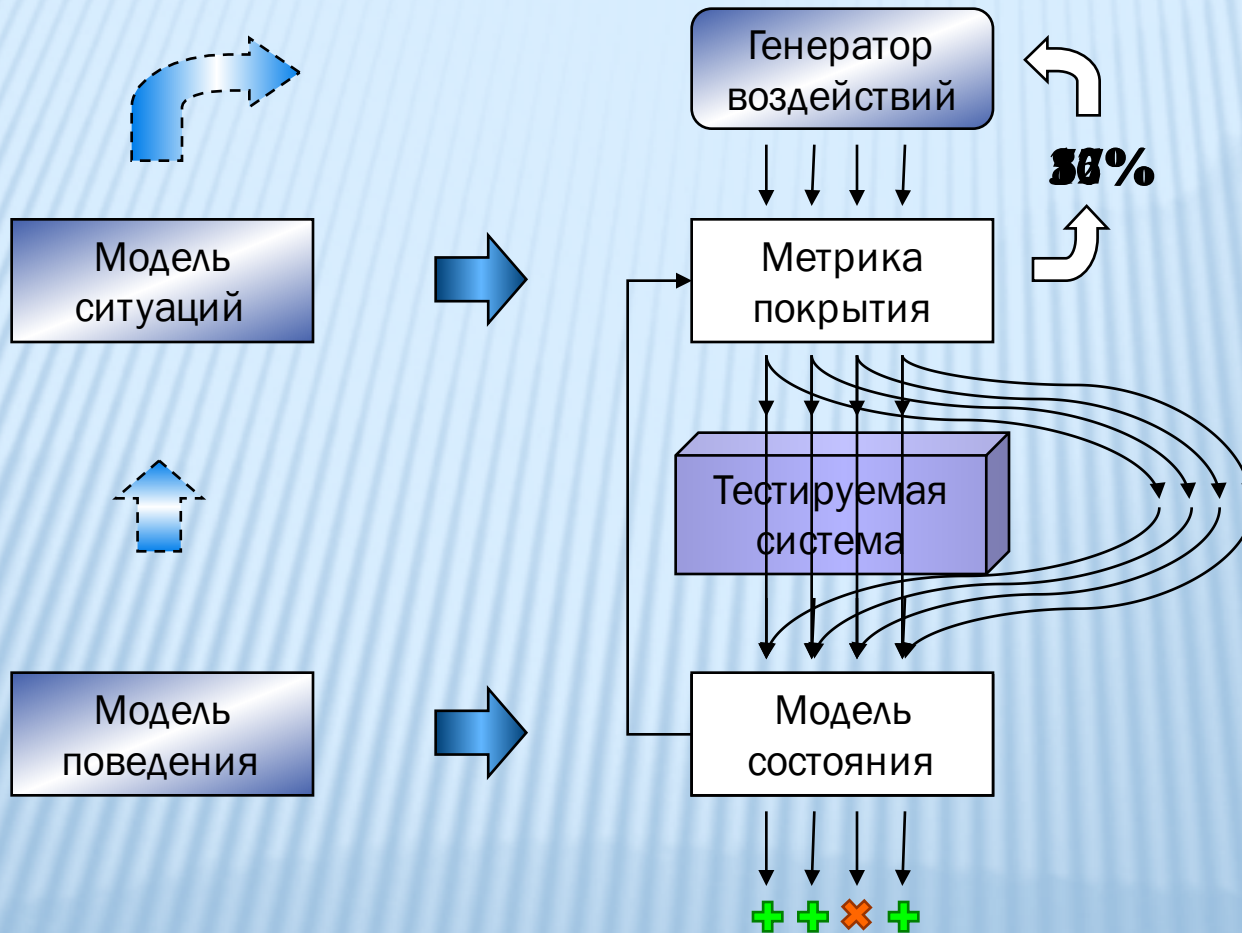 Генератор
воздействий
Модель
ситуаций
Метрика
покрытия
Тестируемая
система
Модель
поведения
Модель
состояния